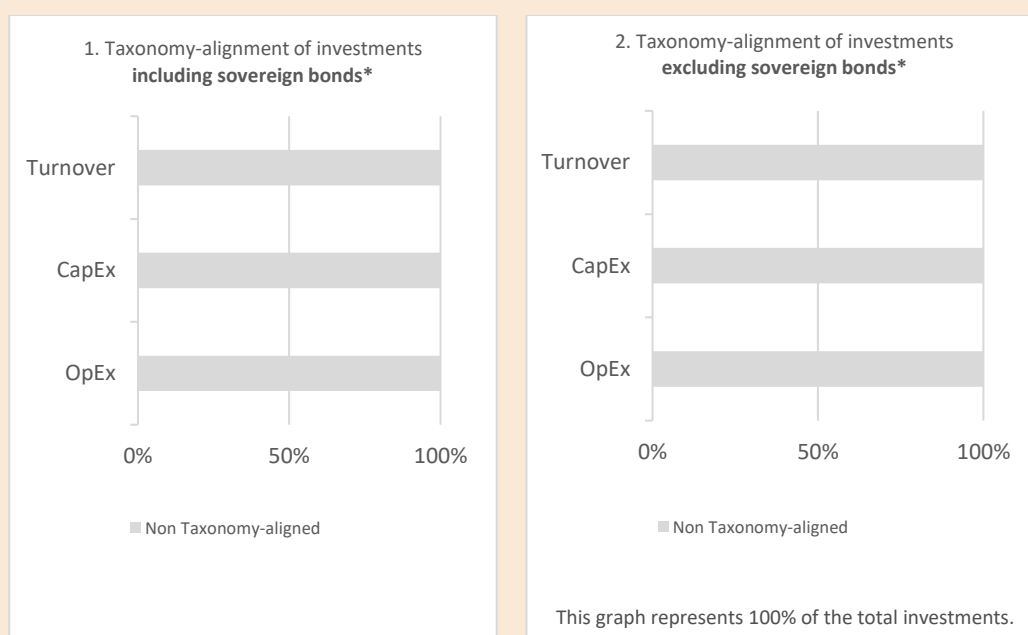 1. Taxonomy-alignment of investments
including sovereign bonds*
Turnover
CapEx
OpEx
0% 50% 100%
Non Taxonomy-aligned
2. Taxonomy-alignment of investments
excluding sovereign bonds*
Turnover
CapEx
OpEx
0% 50% 100%
Non Taxonomy-aligned
This graph represents 100% of the total investments.